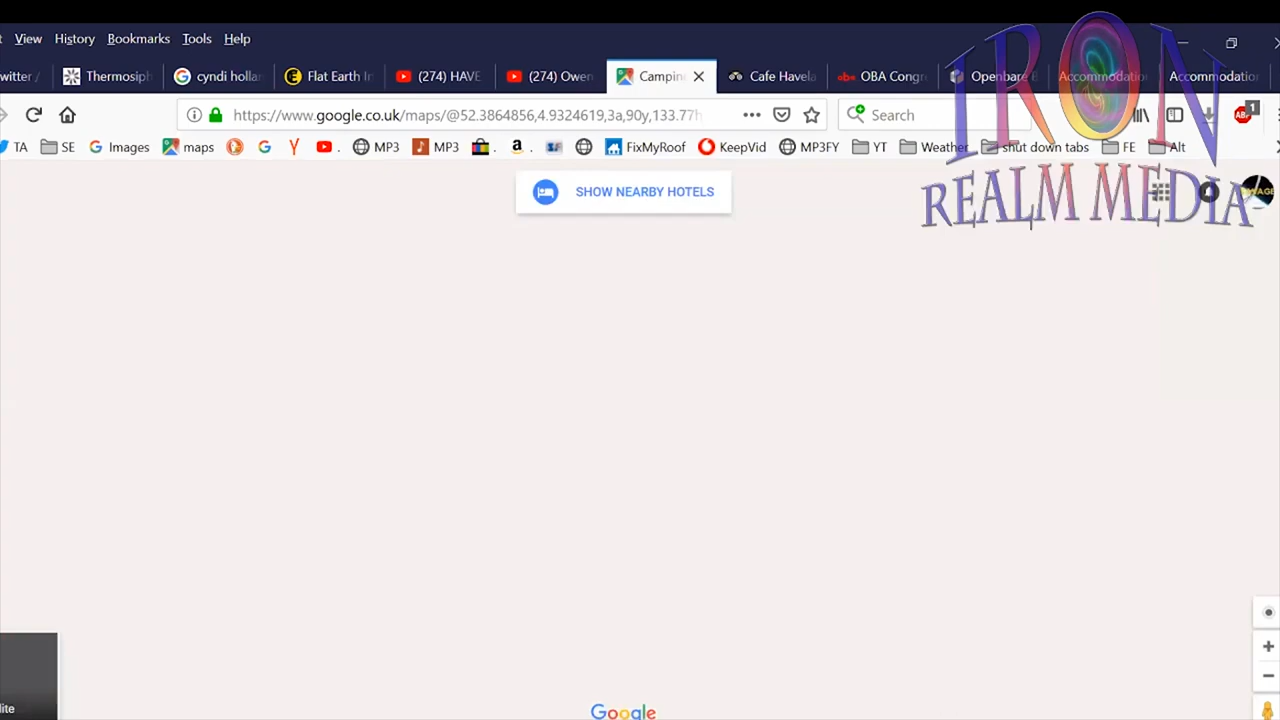 View History Bookmarks Tools Help
witter / Thermosiph cyndi hollan Flat Earth In (274) HAVE (274) Owen Campin Cafe Havela OBA Congr Openbare B Accommodatio Accommodation
https://www.google.co.uk/maps/@52.3864856,4.9324619,3a,90y,133.77h Search 1
TA SE Images maps MP3 MP3 FixMyRoof KeepVid MP3FY YT Weather shut down tabs FE Alt
IRON
REALM MEDIA
SHOW NEARBY HOTELS
lite
Google